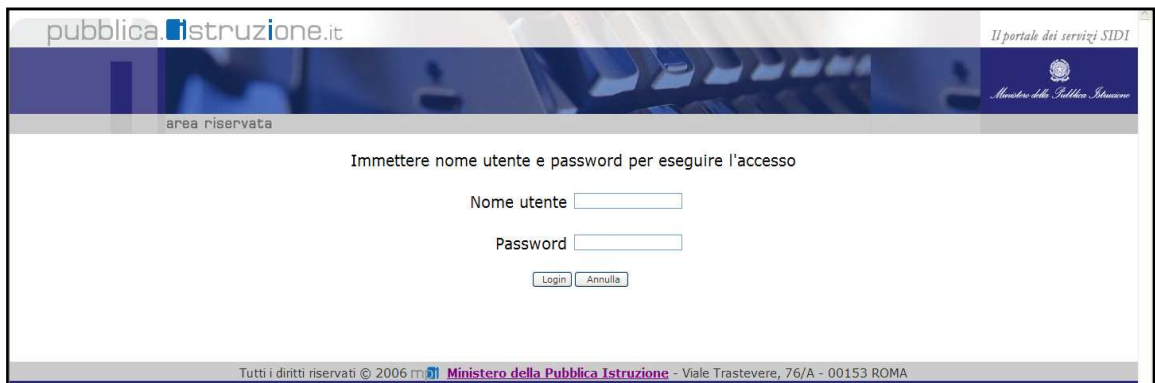 pubblica.istruzione.it
Il portale dei servizi SIDI
Ministero della Pubblica Istruzione
area riservata
Immettere nome utente e password per eseguire l'accesso
Nome utente
Password
Login Annulla
Tutti i diritti riservati © 2006 mpi Ministero della Pubblica Istruzione - Viale Trastevere, 76/A - 00153 ROMA